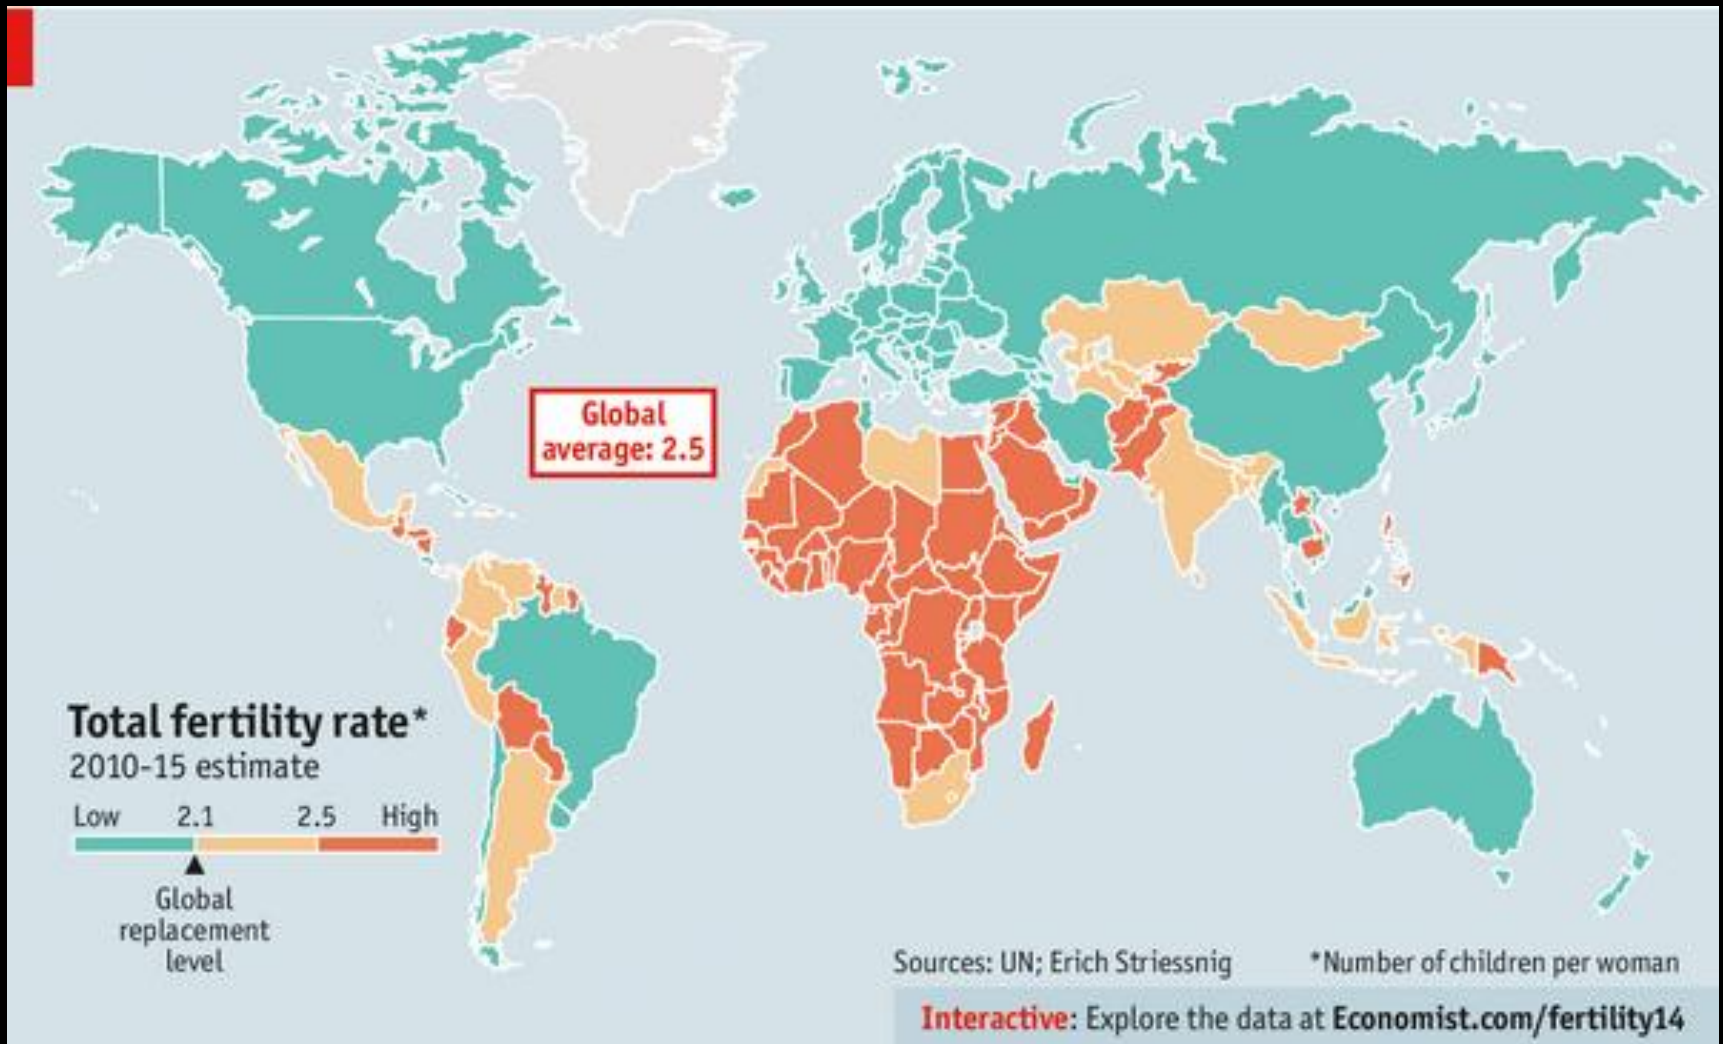 Global
average: 2.5
Total fertility rate*
2010-15 estimate
Low 2.1 2.5 High
Global
replacement
level
Sources: UN; Erich Striessnig *Number of children per woman
Interactive: Explore the data at Economist.com/fertility14